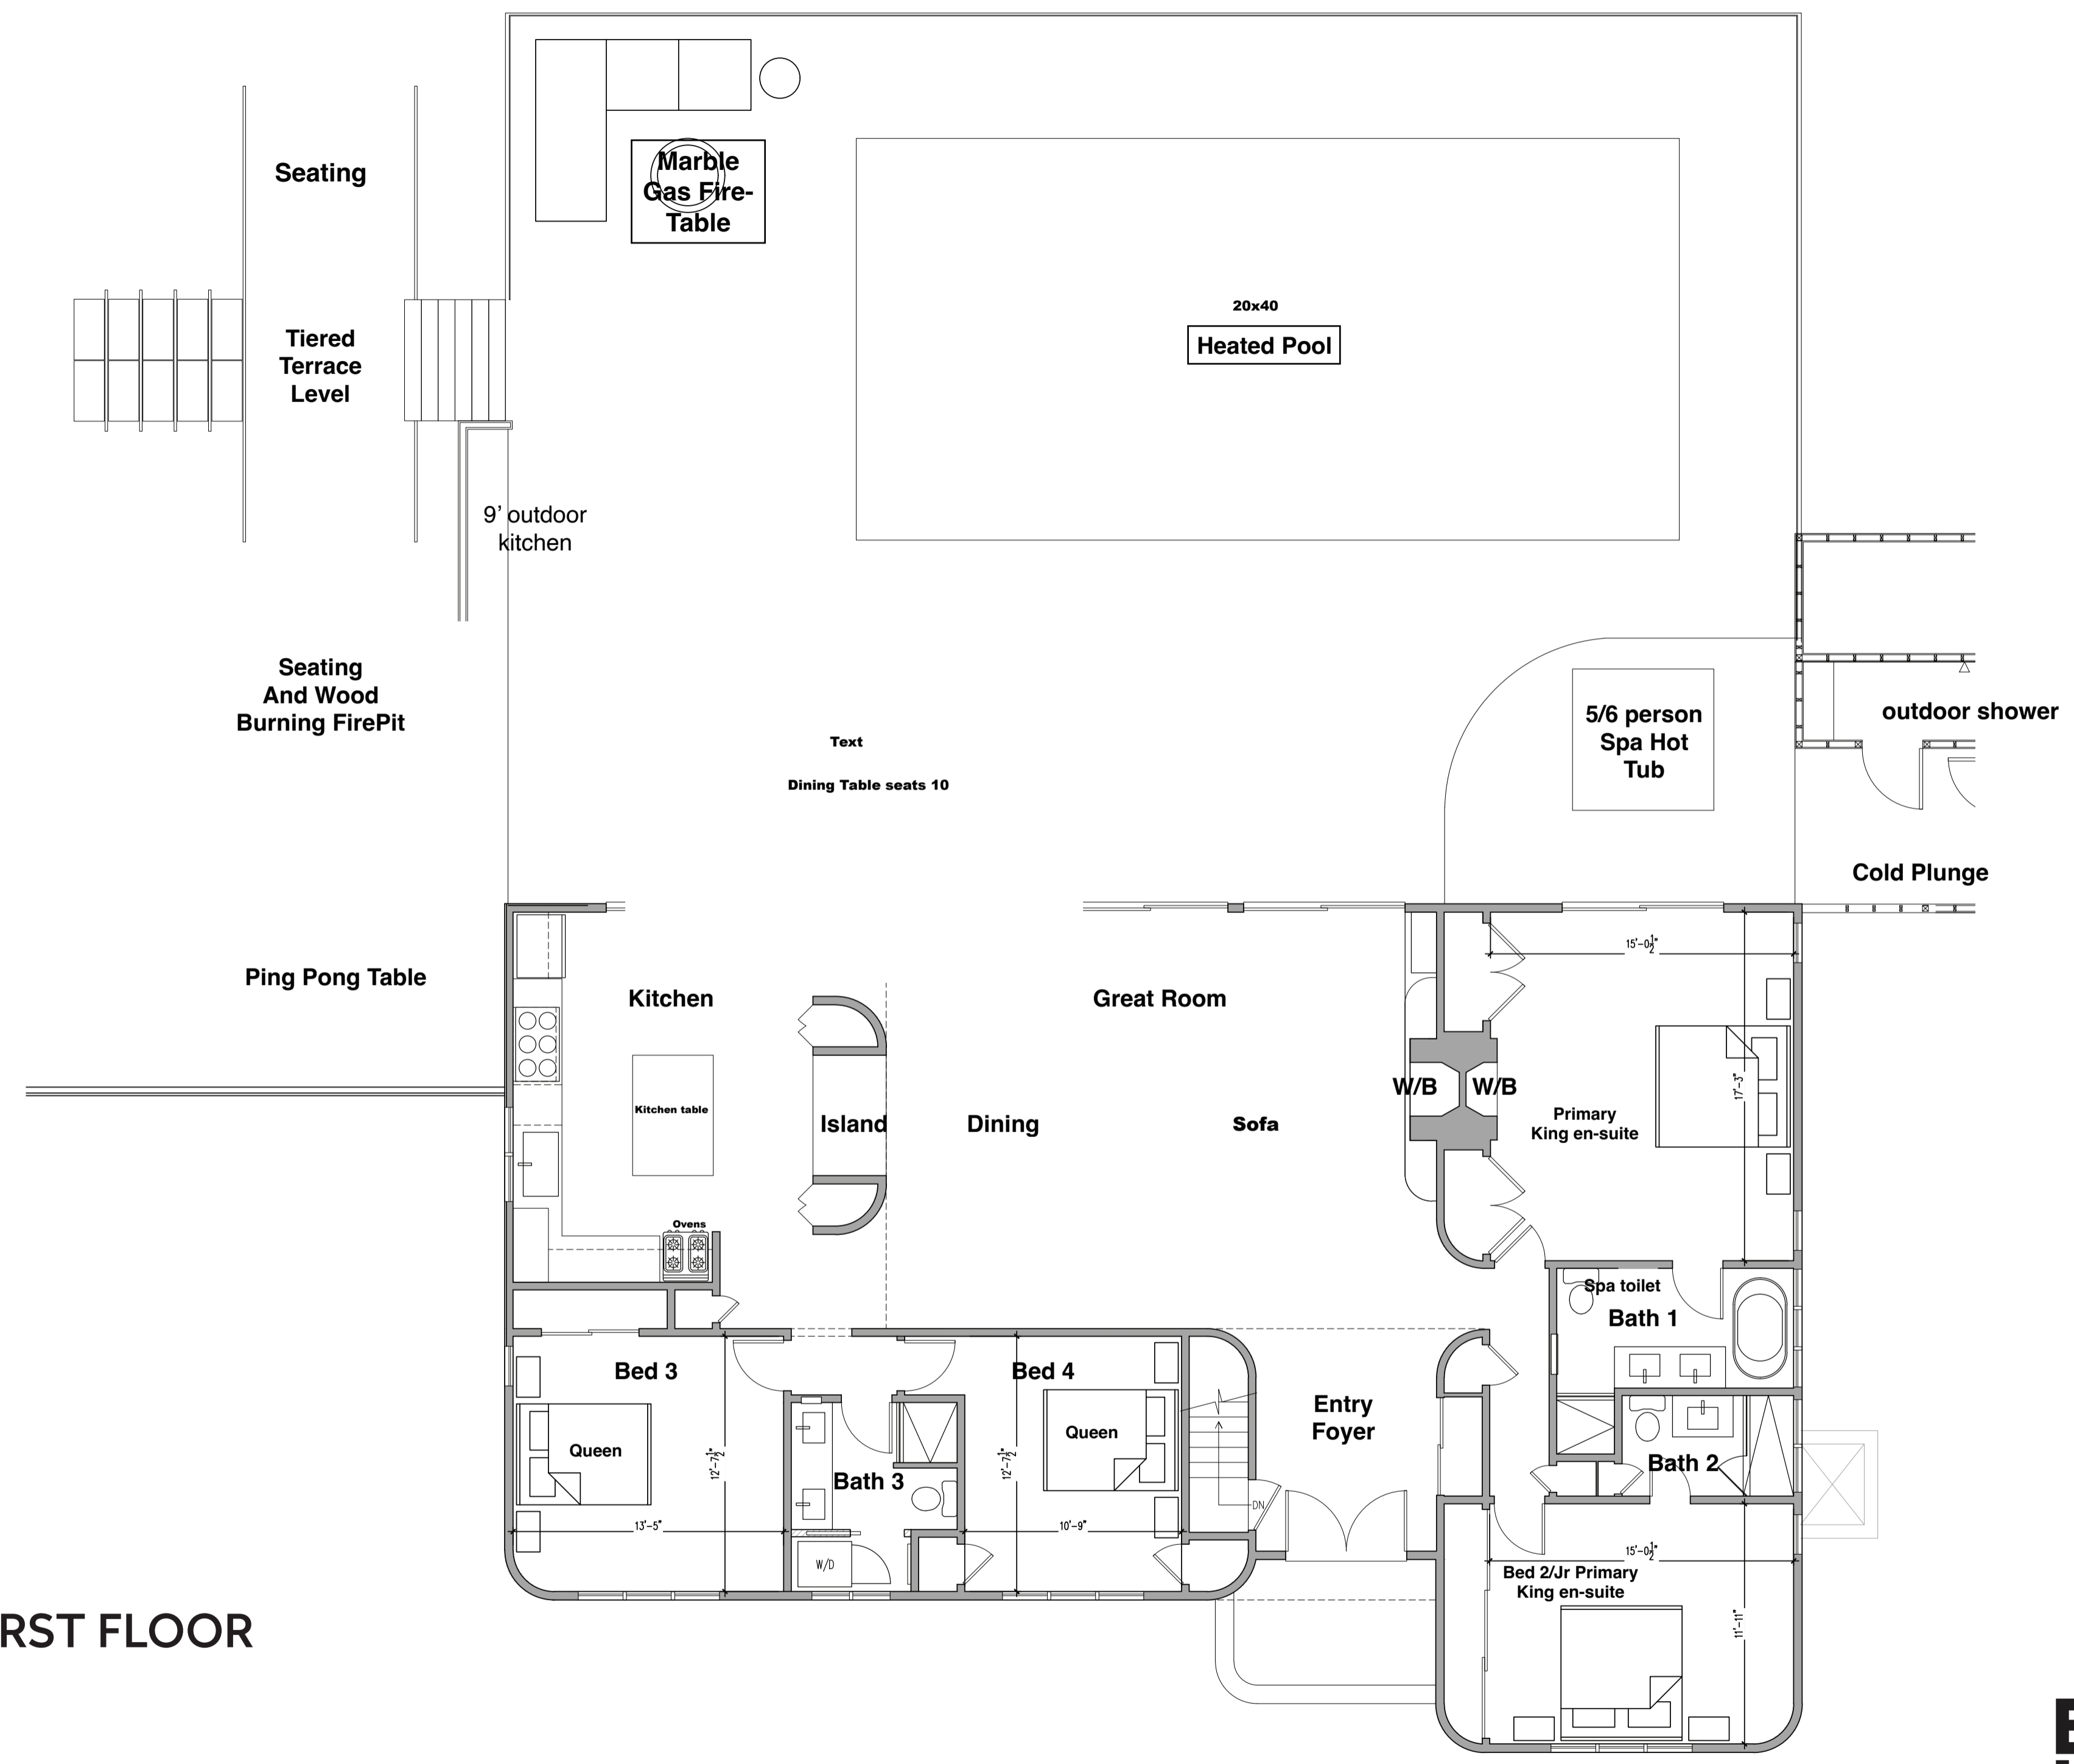 Seating
Marble
Gas Fire-
Table
20x40
Heated Pool
Tiered
Terrace
Level
9’ outdoor
kitchen
Seating
And Wood
Burning FirePit
5/6 person
Spa Hot
Tub
outdoor shower
Text
Dining Table seats 10
Cold Plunge
15'-0½"
Ping Pong Table
Kitchen
Great Room
W/B
W/B
17'-3"
Kitchen table
Island
Dining
Sofa
Primary
King en-suite
Ovens
Spa toilet
Bath 1
Bed 3
Bed 4
Entry
Foyer
Queen
Queen
12'-7½"
12'-7½"
Bath 3
Bath 2
DN
13'-5"
10'-9"
W/D
15'-0½"
Bed 2/Jr Primary
King en-suite
11'-11"
RST FLOOR